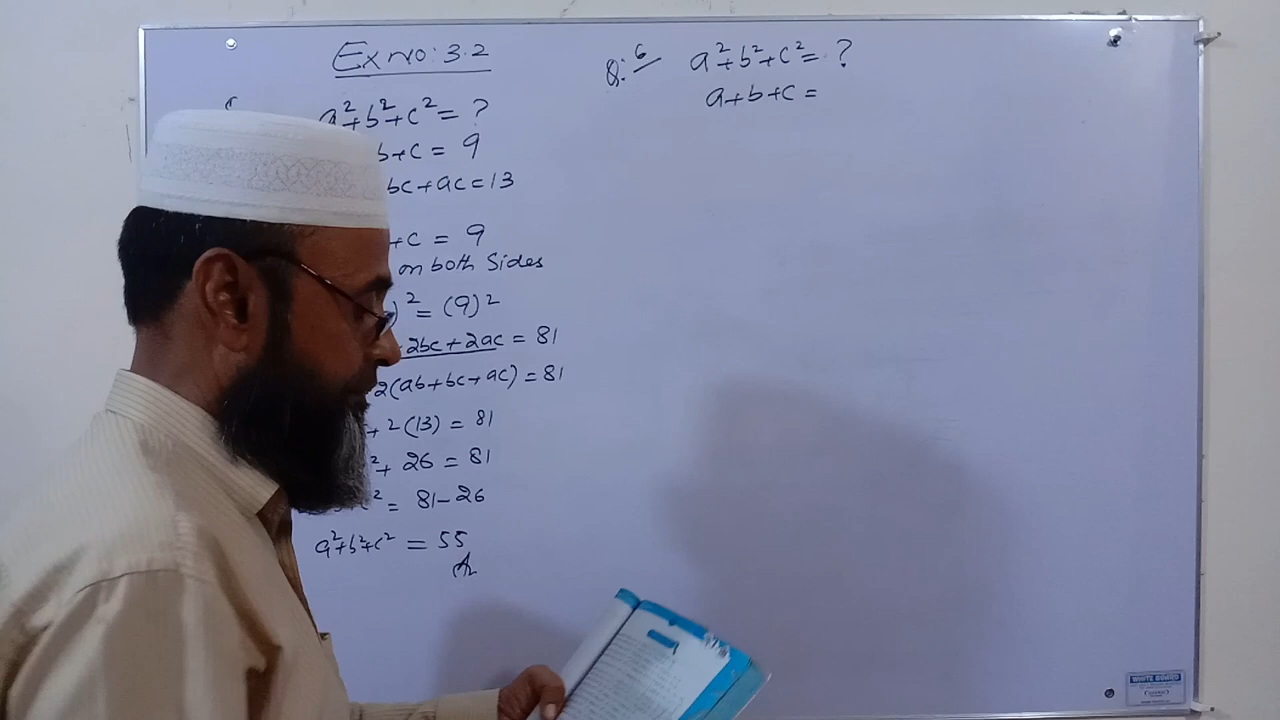 Ex NO: 3.2
a²+b²+c² = ?
b+c = 9
bc+ac = 13
+c = 9
on both Sides
)² = (9)²
2bc + 2ac = 81
2(ab+bc+ac) = 81
+ 2(13) = 81
² + 26 = 81
² = 81-26
a²+b²+c² = 55
Q: 6 a²+b²+c² = ?
a+b+c =
WHITE BOARD